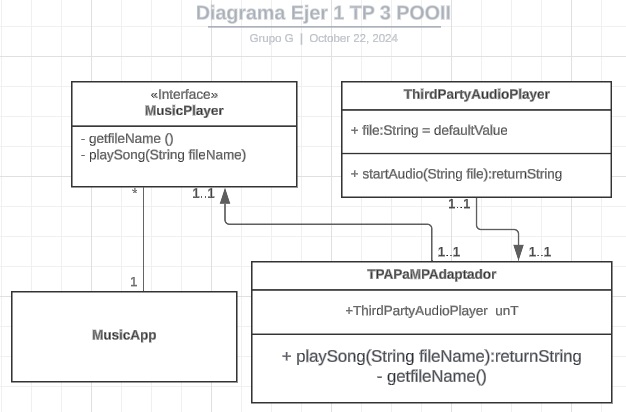 Diagrama Ejer 1 TP 3 POOII
Grupo G | October 22, 2024
«Interface»
MusicPlayer
- getfileName ()
- playSong(String fileName)
ThirdPartyAudioPlayer
+ file:String = defaultValue
+ startAudio(String file):returnString
*
1..1
1..1
1..1
1..1
1
MusicApp
TPAPaMPAdaptador
+ThirdPartyAudioPlayer unT
+ playSong(String fileName):returnString
- getfileName()